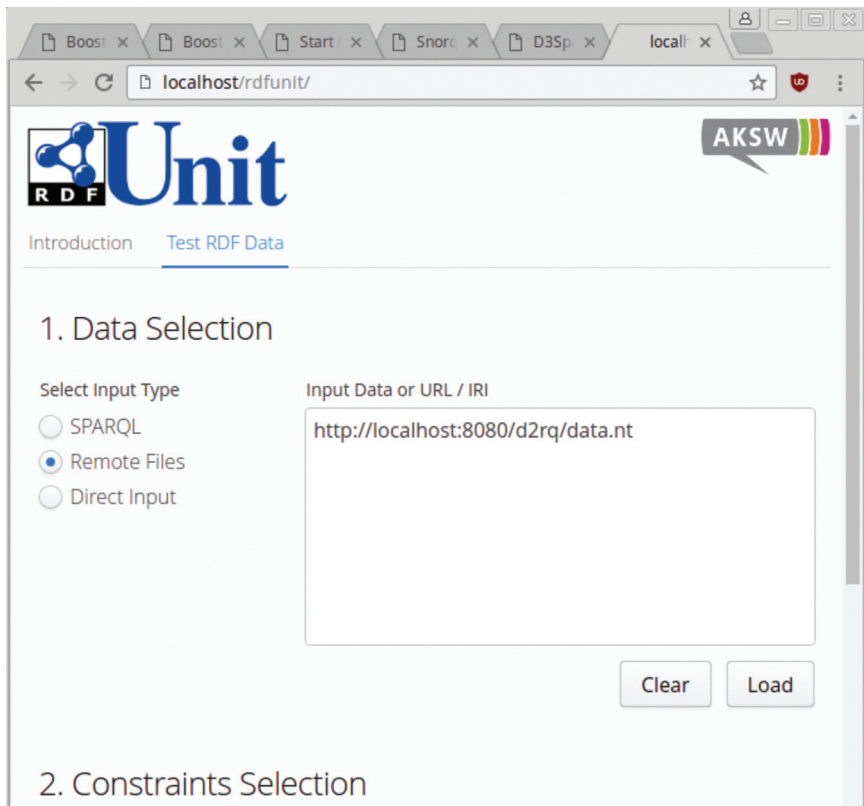 Boost
Boost
Start
Snorq
D3Sp
localh
localhost/rdfunit/
RDF Unit
AKSW
Introduction
Test RDF Data
1. Data Selection
Select Input Type
SPARQL
Remote Files
Direct Input
Input Data or URL / IRI
http://localhost:8080/d2rq/data.nt
Clear
Load
2. Constraints Selection